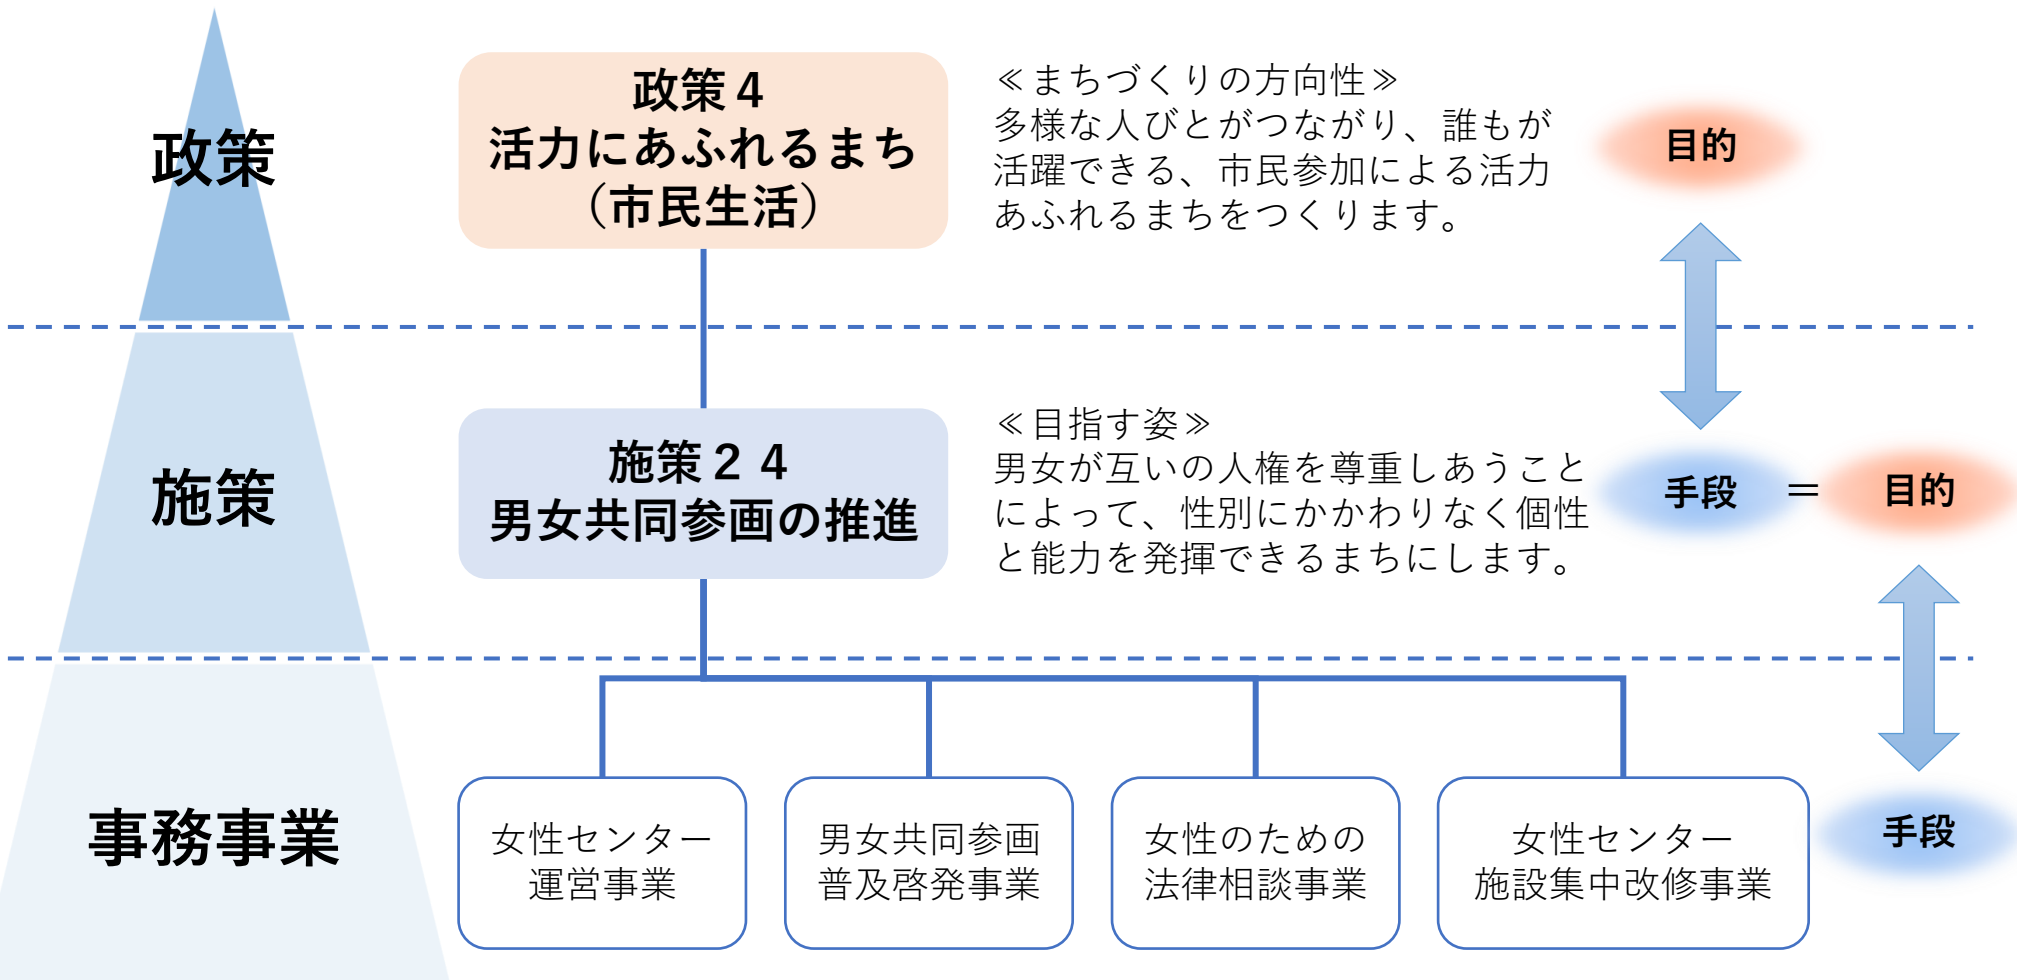 政策
政策４
活力にあふれるまち
（市民生活）
≪まちづくりの方向性≫
多様な人びとがつながり、誰もが
活躍できる、市民参加による活力
あふれるまちをつくります。
目的
施策
施策２４
男女共同参画の推進
≪目指す姿≫
男女が互いの人権を尊重しあうこと
によって、性別にかかわりなく個性
と能力を発揮できるまちにします。
手段
＝
目的
事務事業
女性センター
運営事業
男女共同参画
普及啓発事業
女性のための
法律相談事業
女性センター
施設集中改修事業
手段